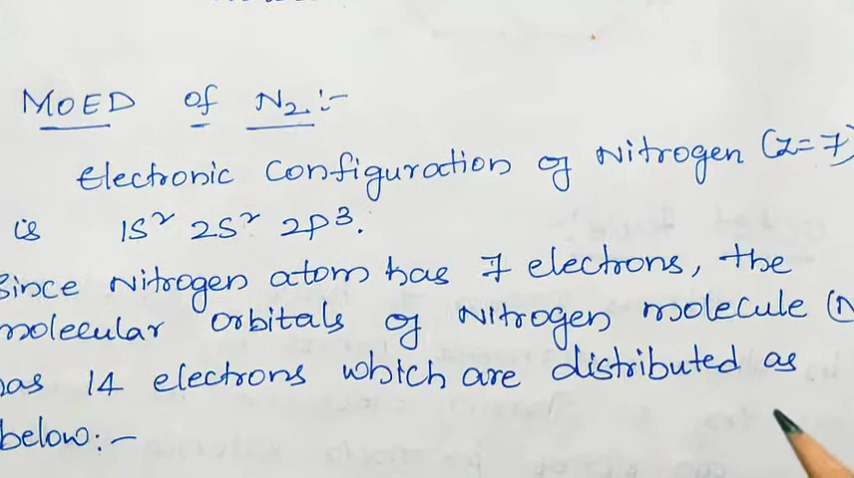 MOED of N2:-
Electronic Configuration of Nitrogen (Z=7)
is 1s² 2s² 2p³.
Since Nitrogen atom has 7 electrons, the
molecular orbitals of Nitrogen molecule (N
has 14 electrons which are distributed as
below:-